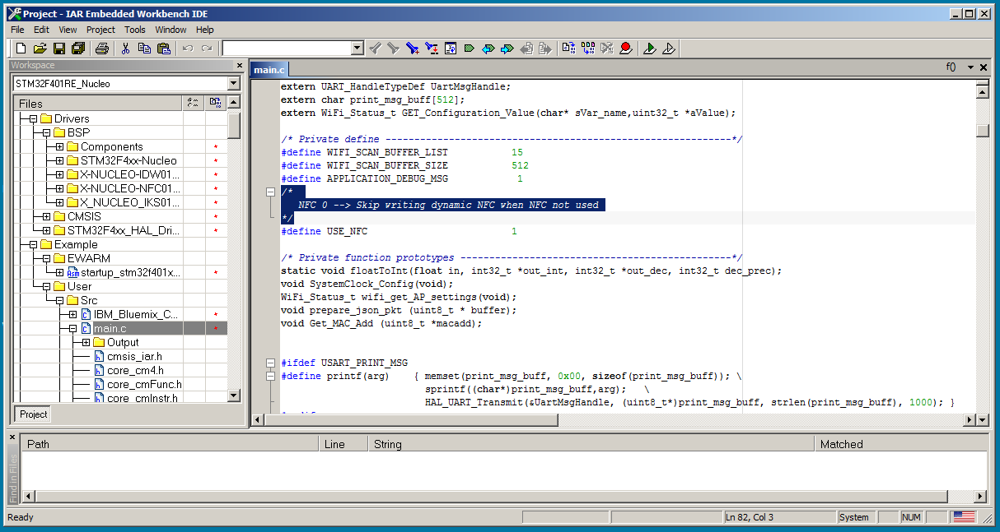 Project - IAR Embedded Workbench IDE
File Edit View Project Tools Window Help
Workspace
STM32F401RE_Nucleo
Files
Drivers
BSP
Components
STM32F4xx-Nucleo
X-NUCLEO-IDW01...
X-NUCLEO-NFC01...
X_NUCLEO_IKS01...
CMSIS
STM32F4xx_HAL_Dri...
Example
EWARM
startup_stm32f401x...
User
Src
IBM_Bluemix_C...
main.c
Output
cmsis_iar.h
core_cm4.h
core_cmFunc.h
core_cmInstr.h
Project
main.c
f()
extern UART_HandleTypeDef UartMsgHandle;
extern char print_msg_buff[512];
extern WiFi_Status_t GET_Configuration_Value(char* sVar_name,uint32_t *aValue);
/* Private define ------------------------------------------------------------*/
#define WIFI_SCAN_BUFFER_LIST 15
#define WIFI_SCAN_BUFFER_SIZE 512
#define APPLICATION_DEBUG_MSG 1
/*
NFC 0 --> Skip writing dynamic NFC when NFC not used
*/
#define USE_NFC 1
/* Private function prototypes -----------------------------------------------*/
static void floatToInt(float in, int32_t *out_int, int32_t *out_dec, int32_t dec_prec);
void SystemClock_Config(void);
WiFi_Status_t wifi_get_AP_settings(void);
void prepare_json_pkt (uint8_t * buffer);
void Get_MAC_Add (uint8_t *macadd);
#ifdef USART_PRINT_MSG
#define printf(arg) { memset(print_msg_buff, 0x00, sizeof(print_msg_buff)); \
sprintf((char*)print_msg_buff,arg); \
HAL_UART_Transmit(&UartMsgHandle, (uint8_t*)print_msg_buff, strlen(print_msg_buff), 1000); }
Find in Files
Path Line String Matched
Ready
Ln 82, Col 3
System
NUM